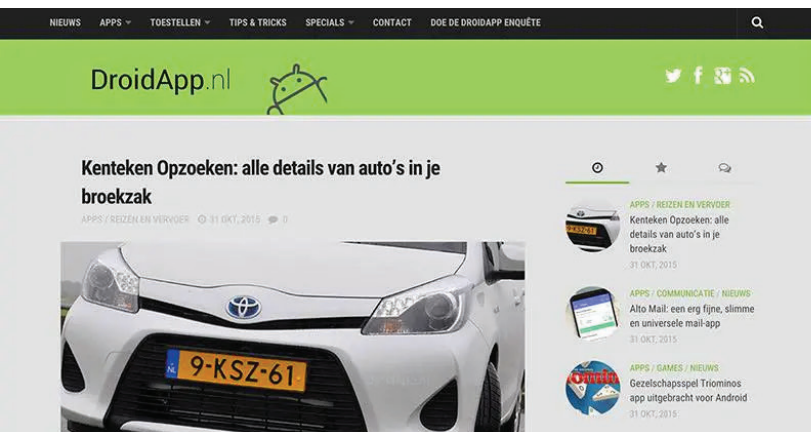 NIEUWS APPS TOESTELLEN TIPS & TRICKS SPECIALS CONTACT DOE DE DROIDAPP ENQUÊTE
DroidApp.nl
Kenteken Opzoeken: alle details van auto's in je
broekzak
APPS / REIZEN EN VERVOER 31 OKT, 2015 0
NL 9-KSZ-61
APPS / REIZEN EN VERVOER
Kenteken Opzoeken: alle
details van auto's in je
broekzak
31 OKT, 2015
9-KSZ-61
APPS / COMMUNICATIE / NIEUWS
Alto Mail: een erg fijne, slimme
en universele mail-app
31 OKT, 2015
APPS / GAMES / NIEUWS
Gezelschapsspel Triominos
app uitgebracht voor Android
31 OKT, 2015